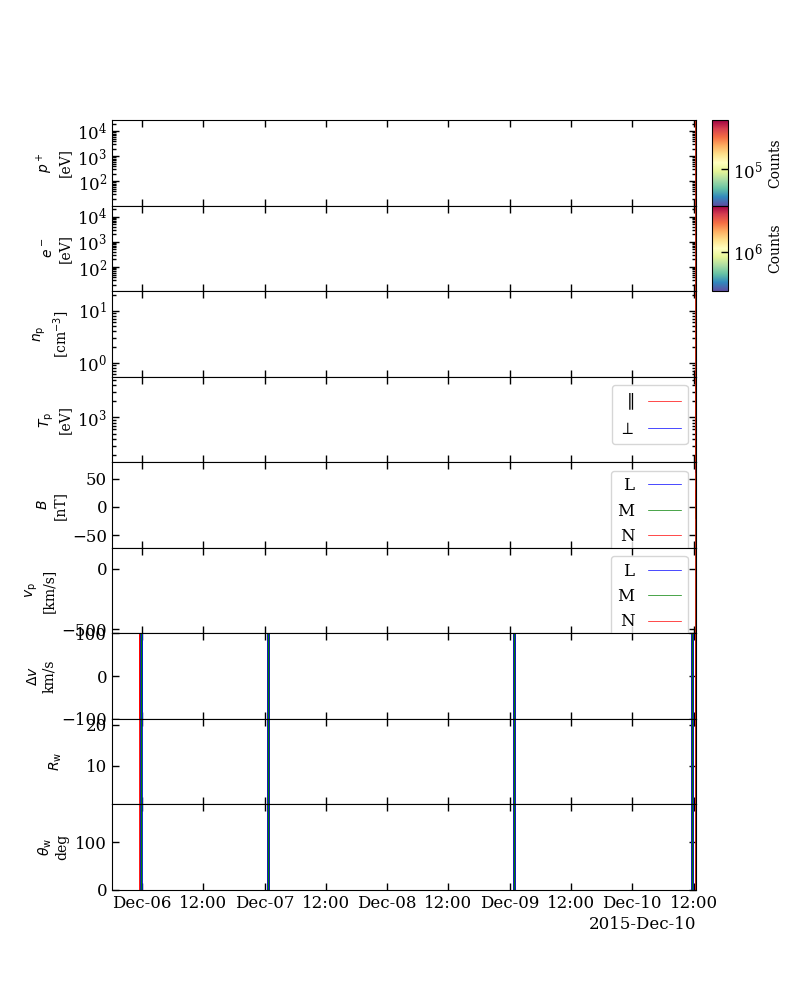 10⁴
10³
10²
p⁺
[eV]
10⁵
Counts
10⁴
10³
10²
e⁻
[eV]
10⁶
Counts
10¹
10⁰
nₚ
[cm⁻³]
10³
Tₚ
[eV]
∥
⊥
50
0
−50
B
[nT]
L
M
N
0
−500
vₚ
[km/s]
L
M
N
100
0
−100
Δv
km/s
20
10
R_w
100
0
θ_w
deg
Dec-06 12:00 Dec-07 12:00 Dec-08 12:00 Dec-09 12:00 Dec-10 12:00
2015-Dec-10